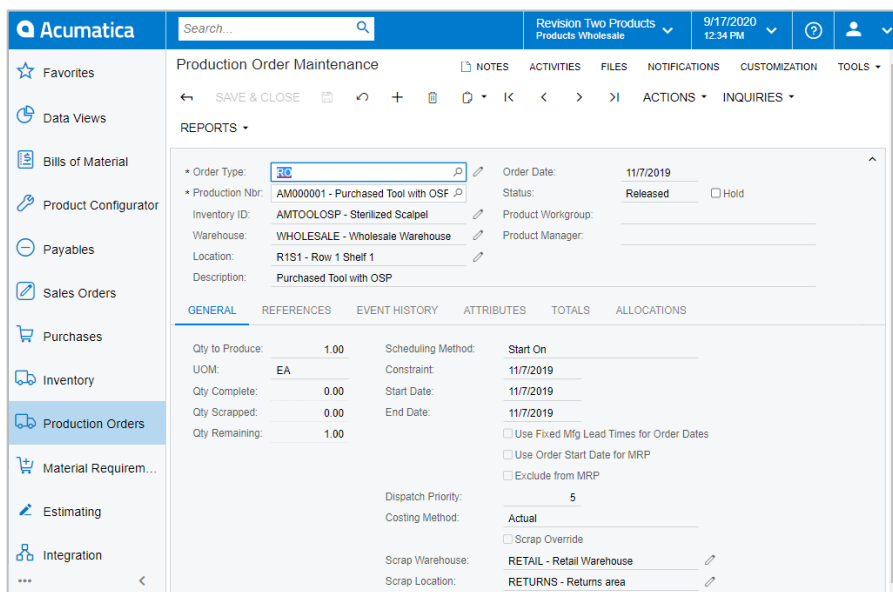 Acumatica
Search...
Revision Two Products
Products Wholesale
9/17/2020
12:34 PM
Favorites
Data Views
Bills of Material
Product Configurator
Payables
Sales Orders
Purchases
Inventory
Production Orders
Material Requirem...
Estimating
Integration
Production Order Maintenance
NOTES ACTIVITIES FILES NOTIFICATIONS CUSTOMIZATION TOOLS
SAVE & CLOSE ACTIONS INQUIRIES
REPORTS
* Order Type: RO Order Date: 11/7/2019
* Production Nbr: AM000001 - Purchased Tool with OSP Status: Released Hold
Inventory ID: AMTOOLOSP - Sterilized Scalpel Product Workgroup:
Warehouse: WHOLESALE - Wholesale Warehouse Product Manager:
Location: R1S1 - Row 1 Shelf 1
Description: Purchased Tool with OSP
GENERAL REFERENCES EVENT HISTORY ATTRIBUTES TOTALS ALLOCATIONS
Qty to Produce: 1.00 Scheduling Method: Start On
UOM: EA Constraint: 11/7/2019
Qty Complete: 0.00 Start Date: 11/7/2019
Qty Scrapped: 0.00 End Date: 11/7/2019
Qty Remaining: 1.00 Use Fixed Mfg Lead Times for Order Dates
Use Order Start Date for MRP
Exclude from MRP
Dispatch Priority: 5
Costing Method: Actual
Scrap Override
Scrap Warehouse: RETAIL - Retail Warehouse
Scrap Location: RETURNS - Returns area